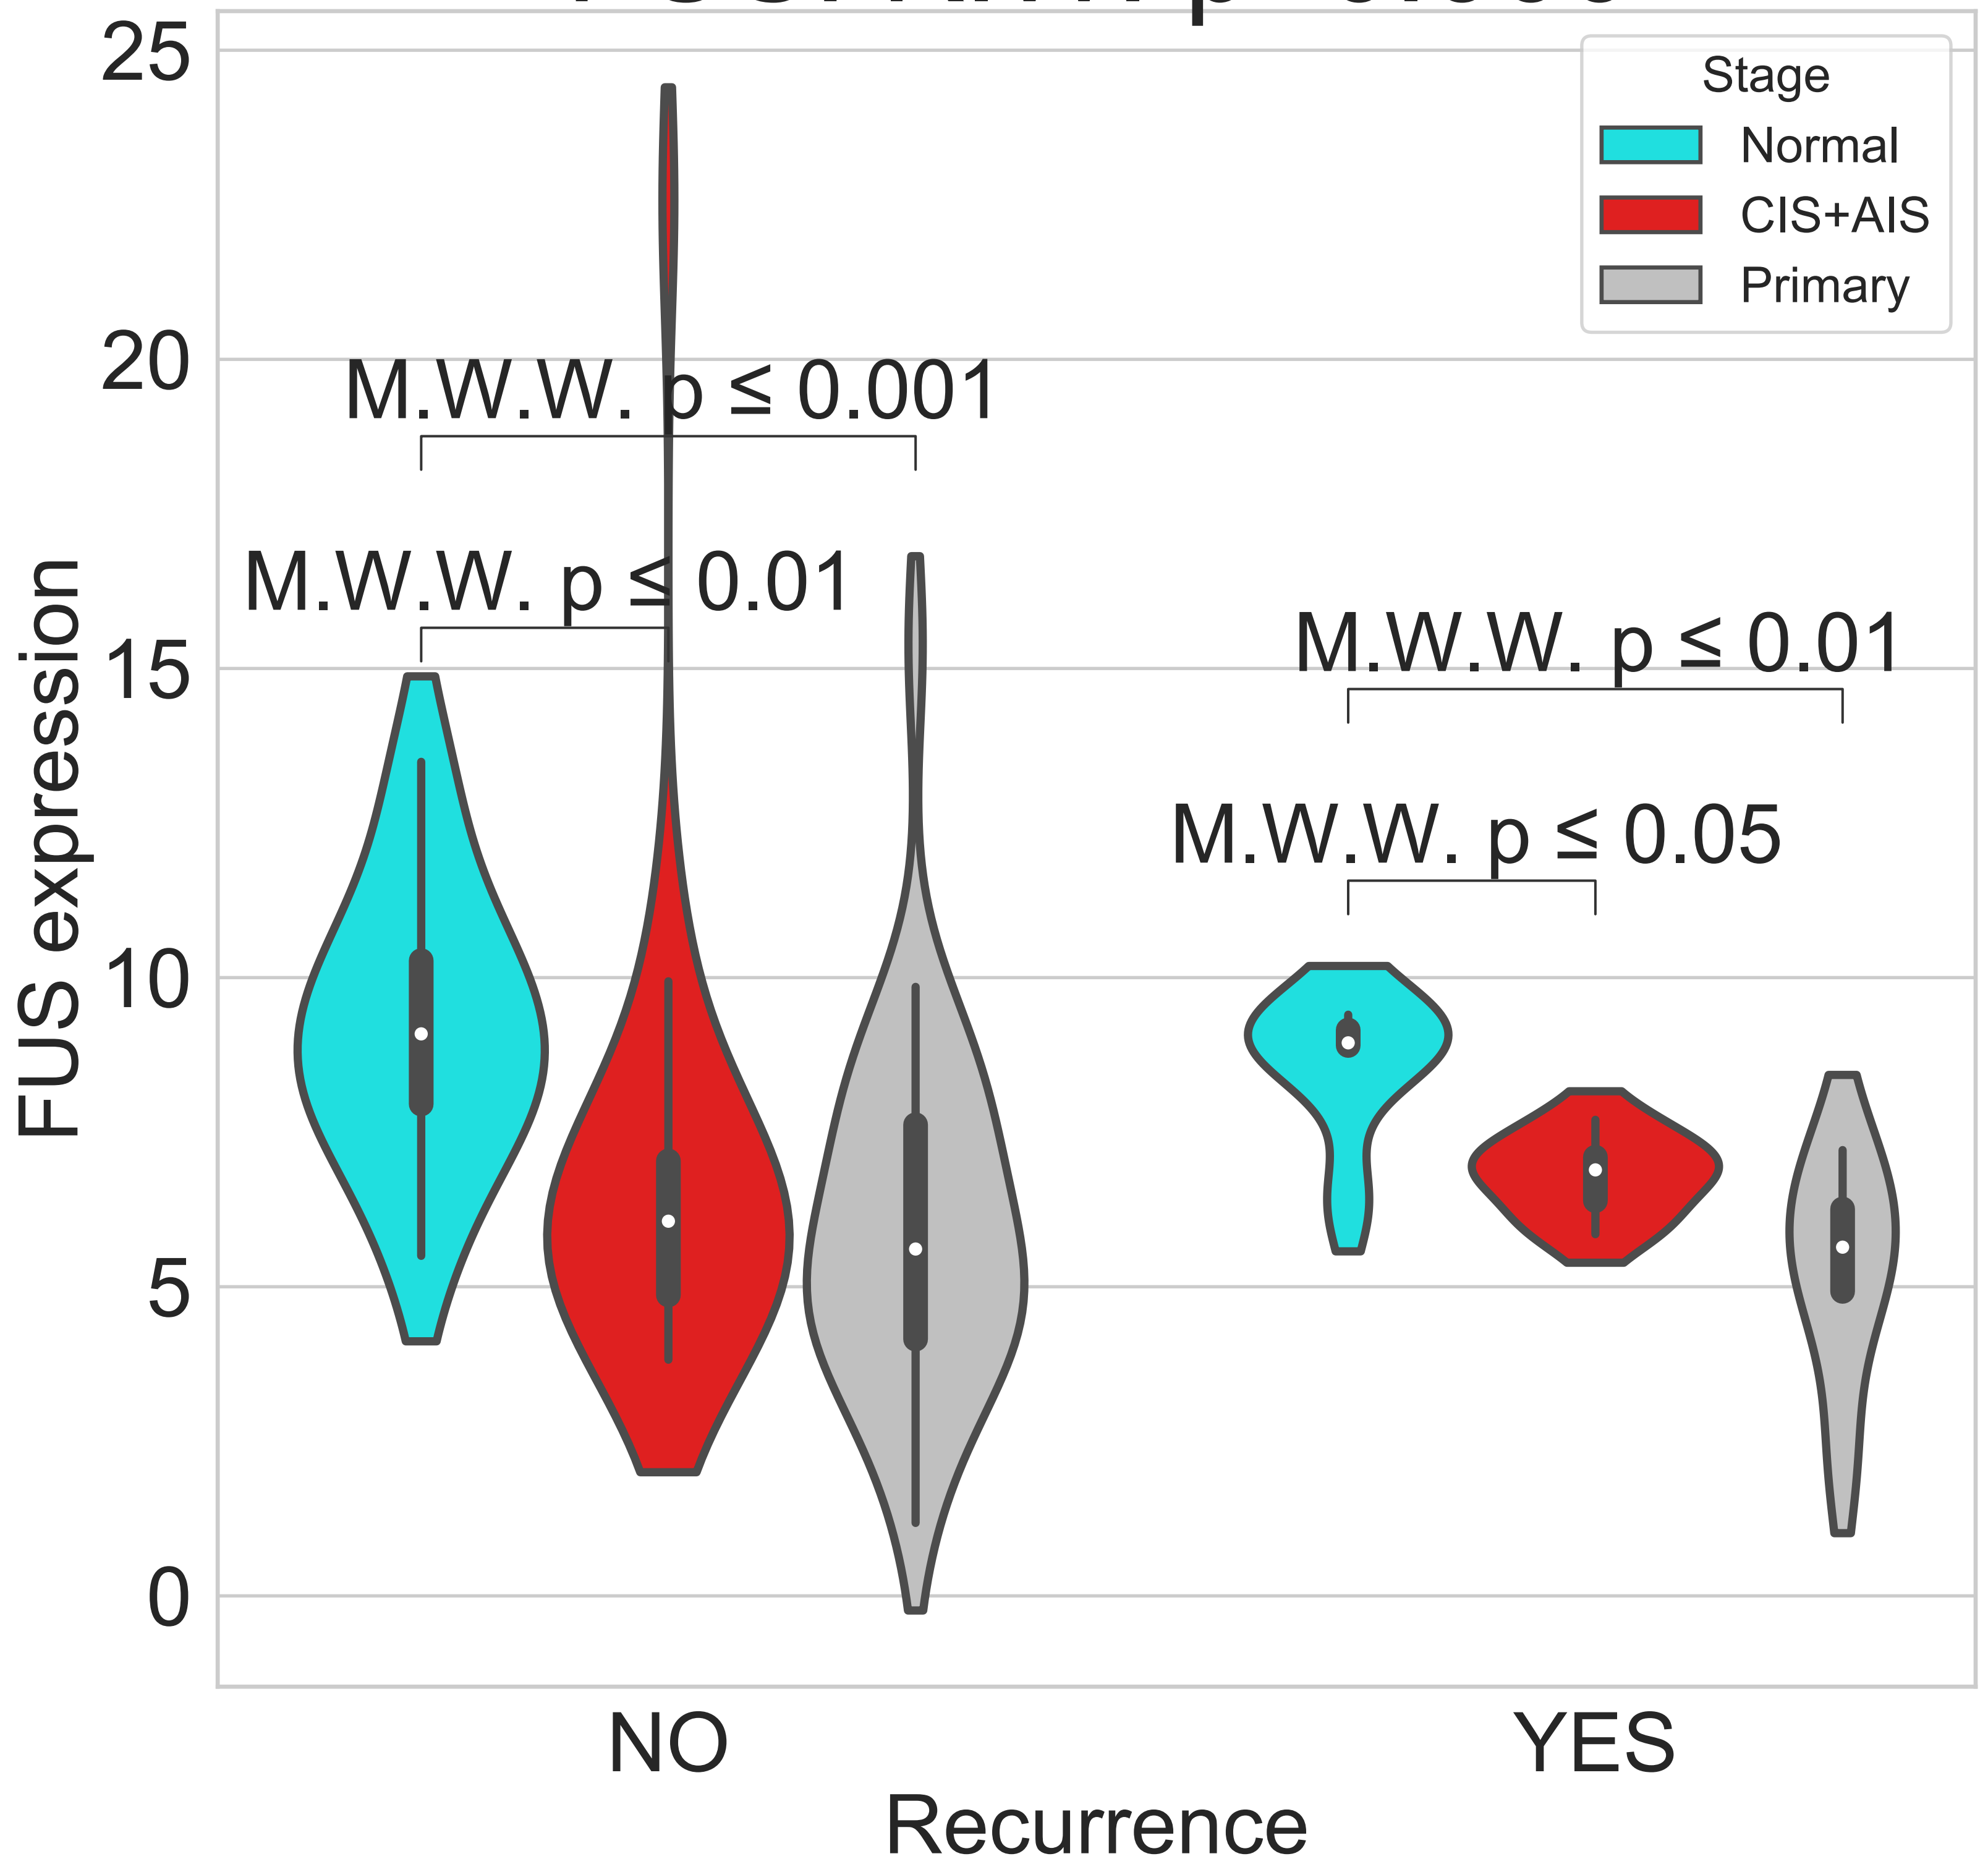 25
20
15
10
5
0
FUS expression
Stage
Normal
CIS+AIS
Primary
M.W.W. p ≤ 0.001
M.W.W. p ≤ 0.01
M.W.W. p ≤ 0.01
M.W.W. p ≤ 0.05
NO
YES
Recurrence